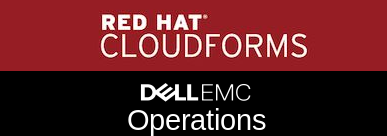 RED HAT®
CLOUDFORMS
DELLEMC
Operations